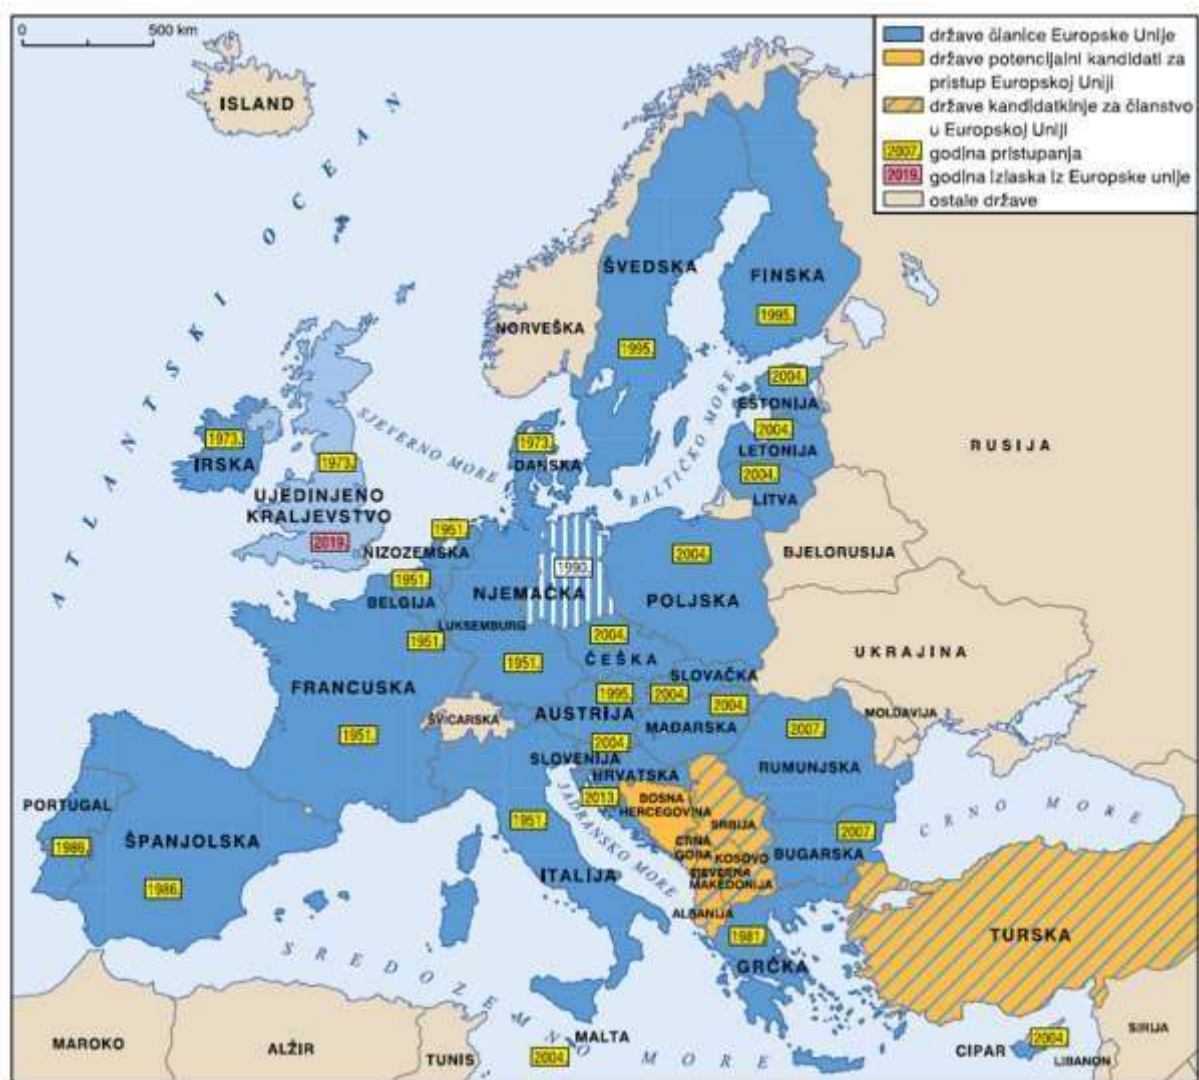 0 500 km
države članice Europske Unije
države potencijalni kandidati za
pristup Europskoj Uniji
države kandidatkinje za članstvo
u Europskoj Uniji
2007. godina pristupanja
2019. godina izlaska iz Europske unije
ostale države
ISLAND
ATLANTSKI OCEAN
ŠVEDSKA
1995.
FINSKA
1995.
NORVEŠKA
EŠTONIJA
2004.
LETONIJA
2004.
LITVA
2004.
RUSIJA
SJEVERNO MORE
BALTIČKO MORE
1973.
IRSKA
1973.
UJEDINJENO
KRALJEVSTVO
2019.
1973.
DANSKA
1951.
NIZOZEMSKA
1951.
BELGIJA
LUKSEMBURG
1951.
NJEMAČKA
1990.
1951.
2004.
POLJSKA
BJELORUSIJA
UKRAJINA
2004.
ČEŠKA
SLOVAČKA
2004.
FRANCUSKA
1951.
ŠVICARSKA
1995.
AUSTRIJA
2004.
MAĐARSKA
MOLDAVIJA
2007.
RUMUNJSKA
2004.
SLOVENIJA
HRVATSKA
2013.
BOSNA
HERCEGOVINA
SRBIJA
CRNA
GORA
KOSOVO
SJEVERNA
MAKEDONIJA
ALBANIJA
2007.
BUGARSKA
CRNO MORE
PORTUGAL
1986.
ŠPANJOLSKA
1986.
1951.
ITALIJA
JADRANSKO MORE
1981.
GRČKA
TURSKA
SREDOZEMNO MORE
MALTA
2004.
CIPAR
2004.
SIRIJA
LIBANON
MAROKO
ALŽIR
TUNIS